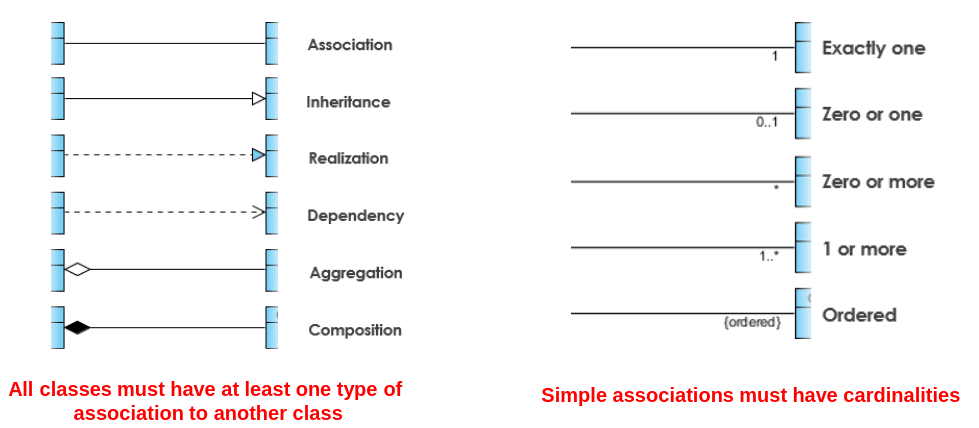 Association
Inheritance
Realization
Dependency
Aggregation
Composition
All classes must have at least one type of
association to another class
1
Exactly one
0..1
Zero or one
*
Zero or more
1..*
1 or more
{ordered}
Ordered
Simple associations must have cardinalities